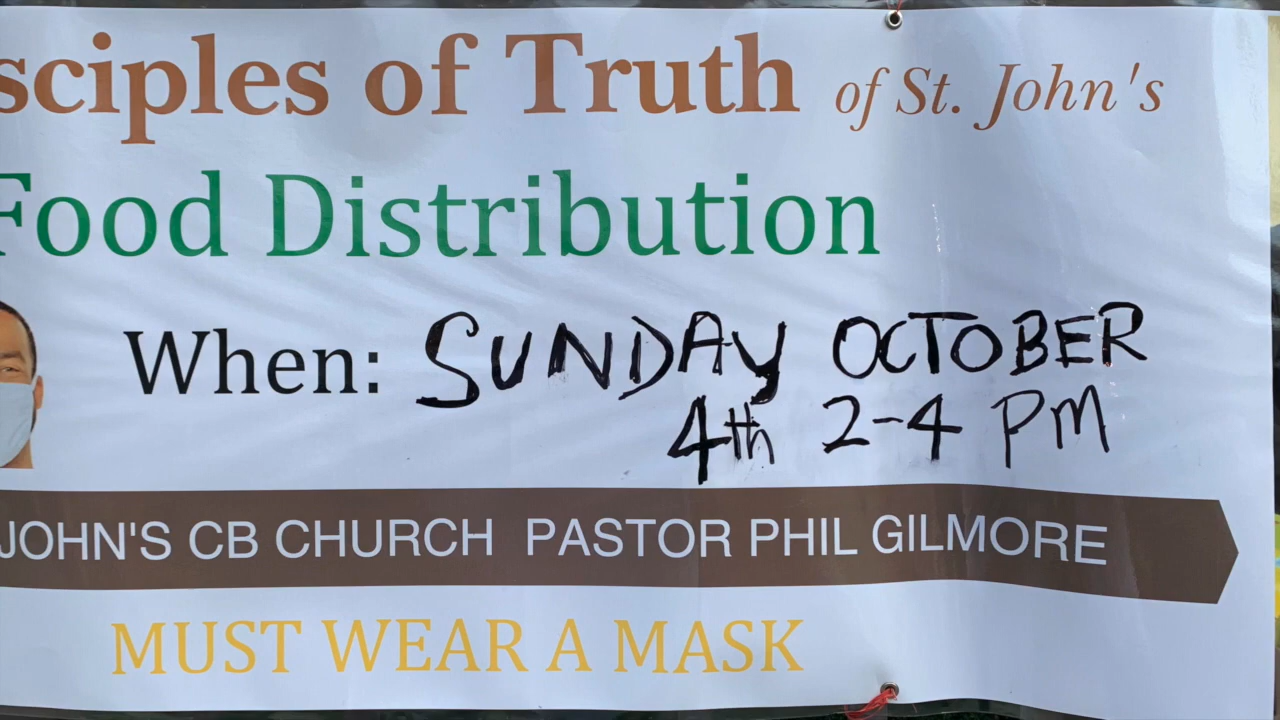 sciples of Truth of St. John's
Food Distribution
When: SUNDAY OCTOBER
4th 2-4 PM
JOHN'S CB CHURCH PASTOR PHIL GILMORE
MUST WEAR A MASK